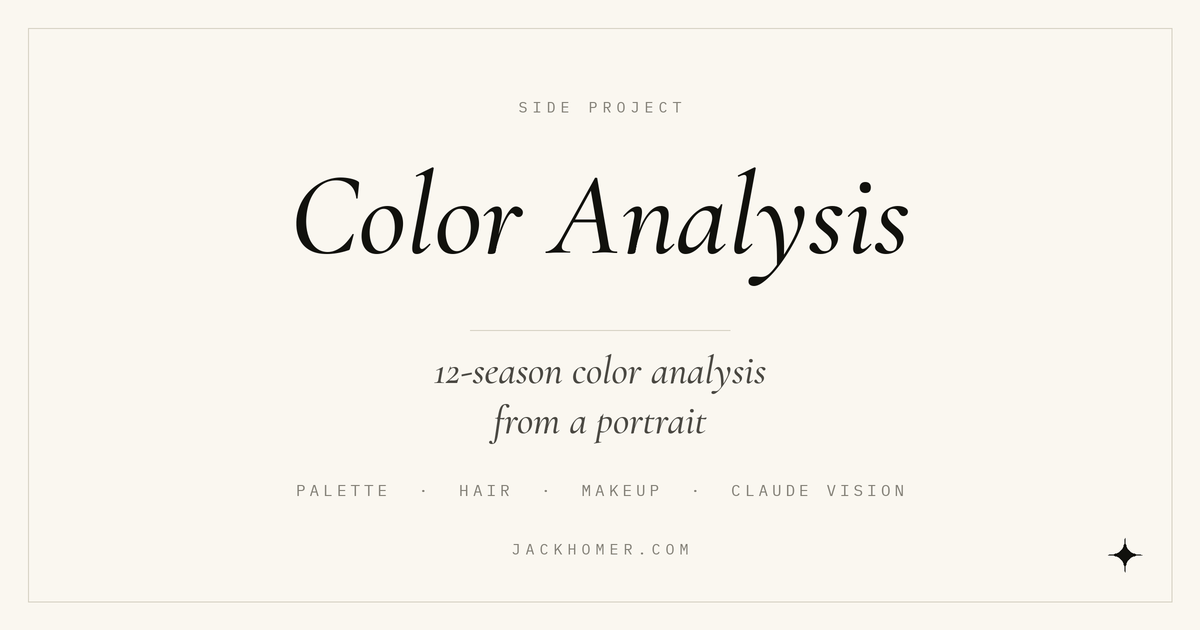 SIDE PROJECT
Color Analysis
12-season color analysis
from a portrait
PALETTE · HAIR · MAKEUP · CLAUDE VISION
JACKHOMER.COM